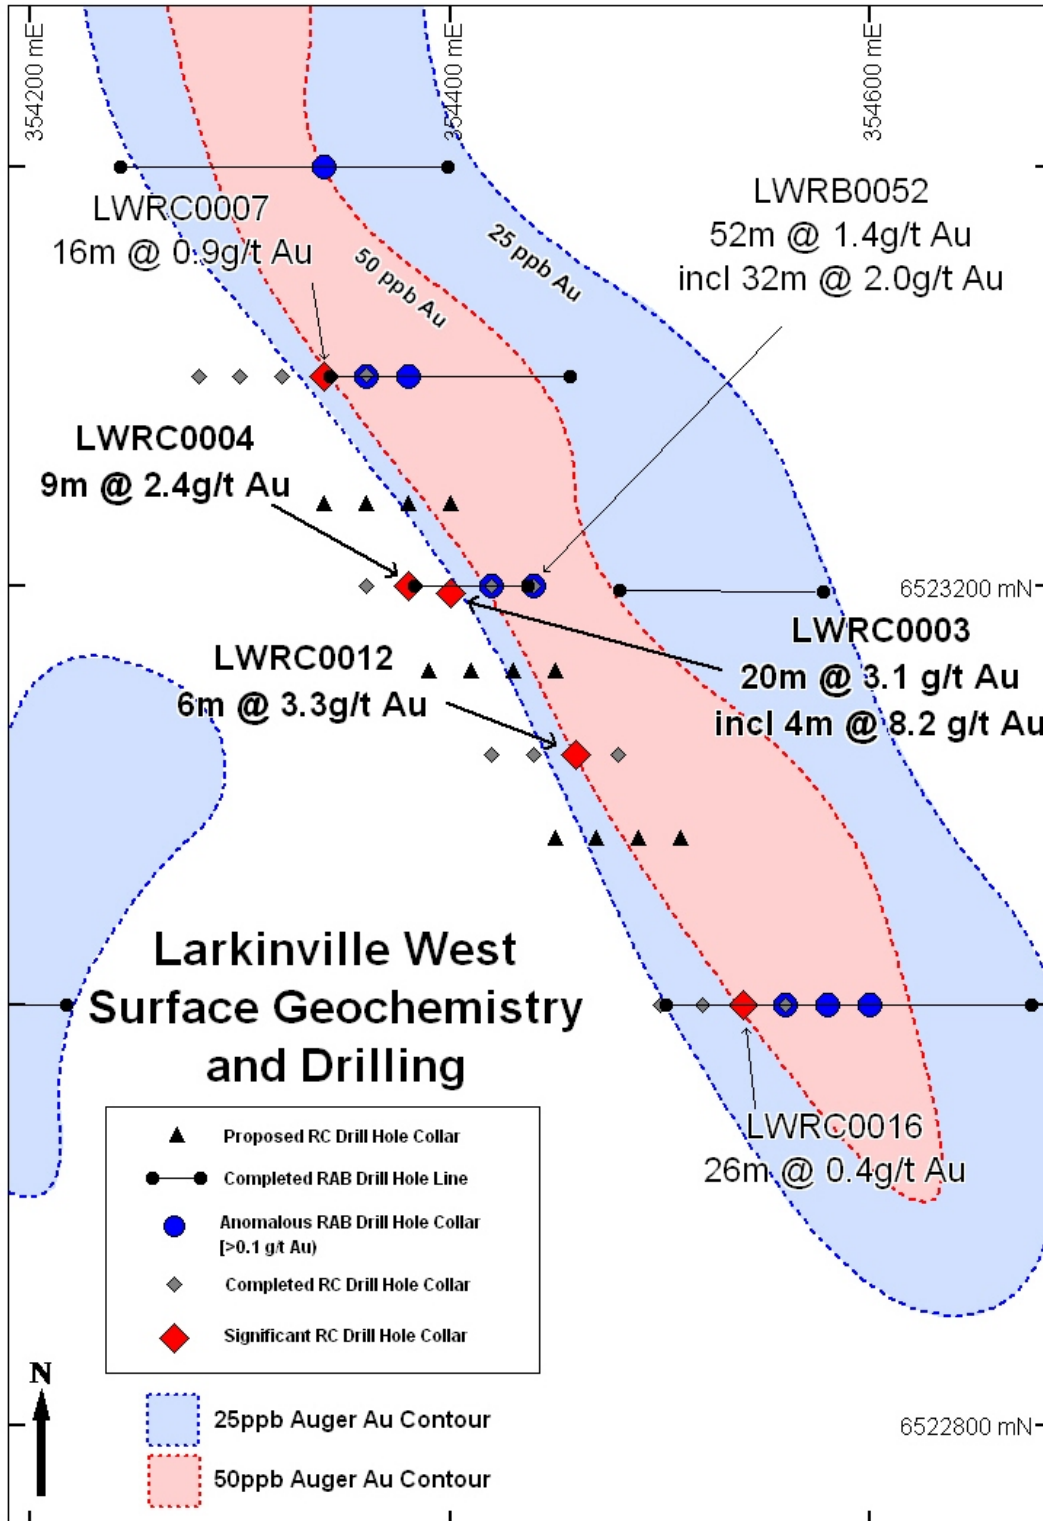 354200 mE
354400 mE
354600 mE
LWRC0007
16m @ 0.9g/t Au
LWRB0052
52m @ 1.4g/t Au
incl 32m @ 2.0g/t Au
25 ppb Au
50 ppb Au
LWRC0004
9m @ 2.4g/t Au
6523200 mN
LWRC0003
20m @ 3.1 g/t Au
incl 4m @ 8.2 g/t Au
LWRC0012
6m @ 3.3g/t Au
Larkinville West
Surface Geochemistry
and Drilling
LWRC0016
26m @ 0.4g/t Au
Proposed RC Drill Hole Collar
Completed RAB Drill Hole Line
Anomalous RAB Drill Hole Collar
[>0.1 g/t Au)
Completed RC Drill Hole Collar
Significant RC Drill Hole Collar
N
25ppb Auger Au Contour
50ppb Auger Au Contour
6522800 mN